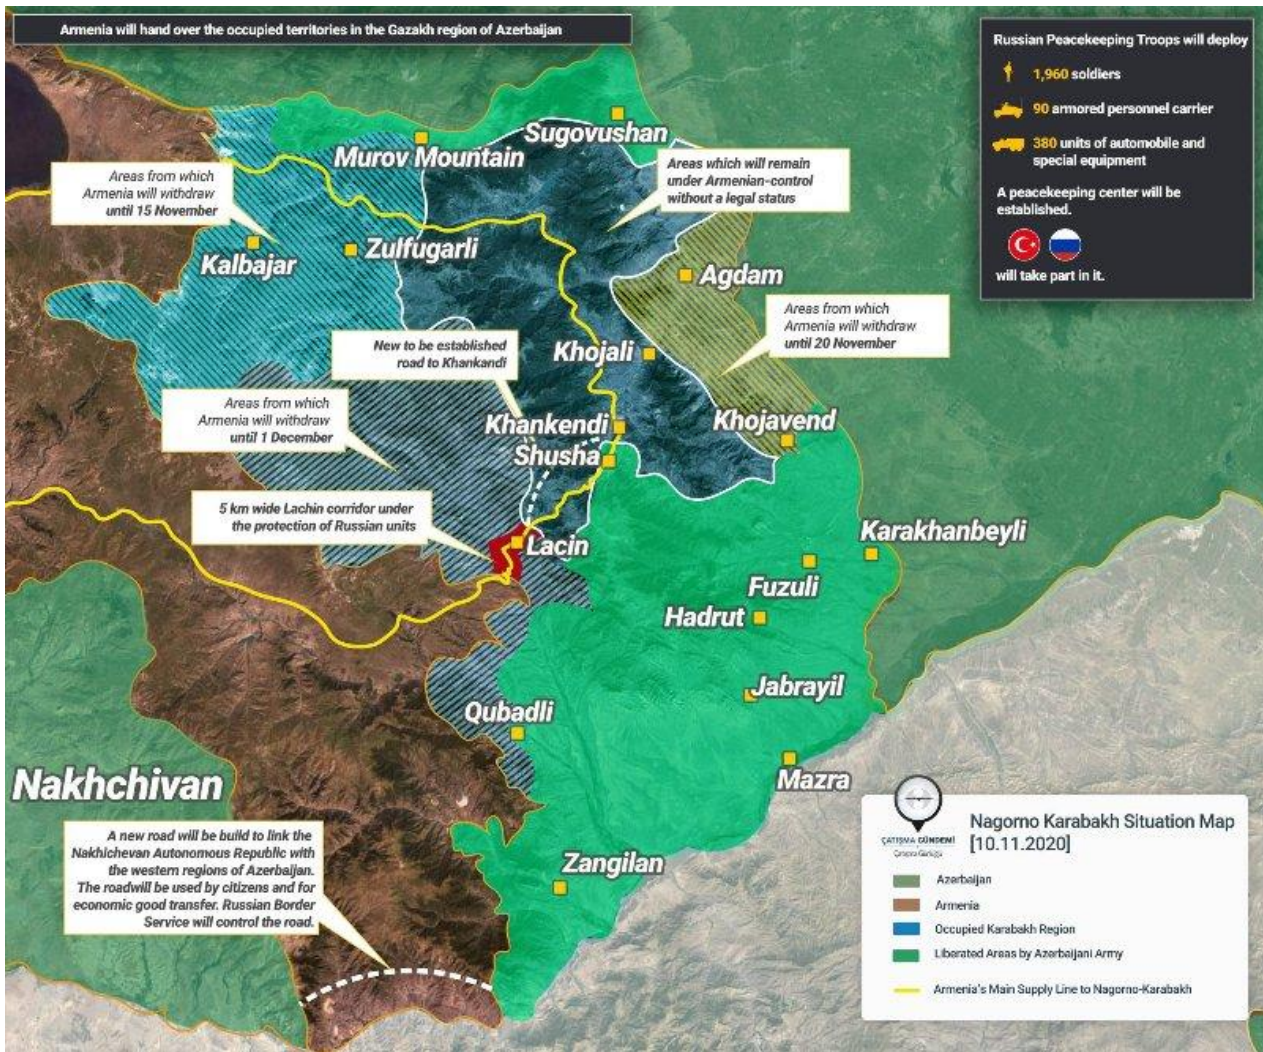 Armenia will hand over the occupied territories in the Gazakh region of Azerbaijan
Russian Peacekeeping Troops will deploy
1,960 soldiers
90 armored personnel carrier
380 units of automobile and
special equipment
A peacekeeping center will be
established.
will take part in it.
Sugovushan
Murov Mountain
Areas which will remain
under Armenian-control
without a legal status
Areas from which
Armenia will withdraw
until 15 November
Kalbajar
Zulfugarli
Agdam
Areas from which
Armenia will withdraw
until 20 November
New to be established
road to Khankandi
Khojali
Areas from which
Armenia will withdraw
until 1 December
Khankendi
Khojavend
Shusha
5 km wide Lachin corridor under
the protection of Russian units
Lacin
Karakhanbeyli
Fuzuli
Hadrut
Jabrayil
Qubadli
Mazra
Nakhchivan
A new road will be build to link the
Nakhichevan Autonomous Republic with
the western regions of Azerbaijan.
The roadwill be used by citizens and for
economic good transfer. Russian Border
Service will control the road.
Zangilan
ÇATIŞMA GÜNDEMİ
Nagorno Karabakh Situation Map
[10.11.2020]
Azerbaijan
Armenia
Occupied Karabakh Region
Liberated Areas by Azerbaijani Army
Armenia's Main Supply Line to Nagorno-Karabakh